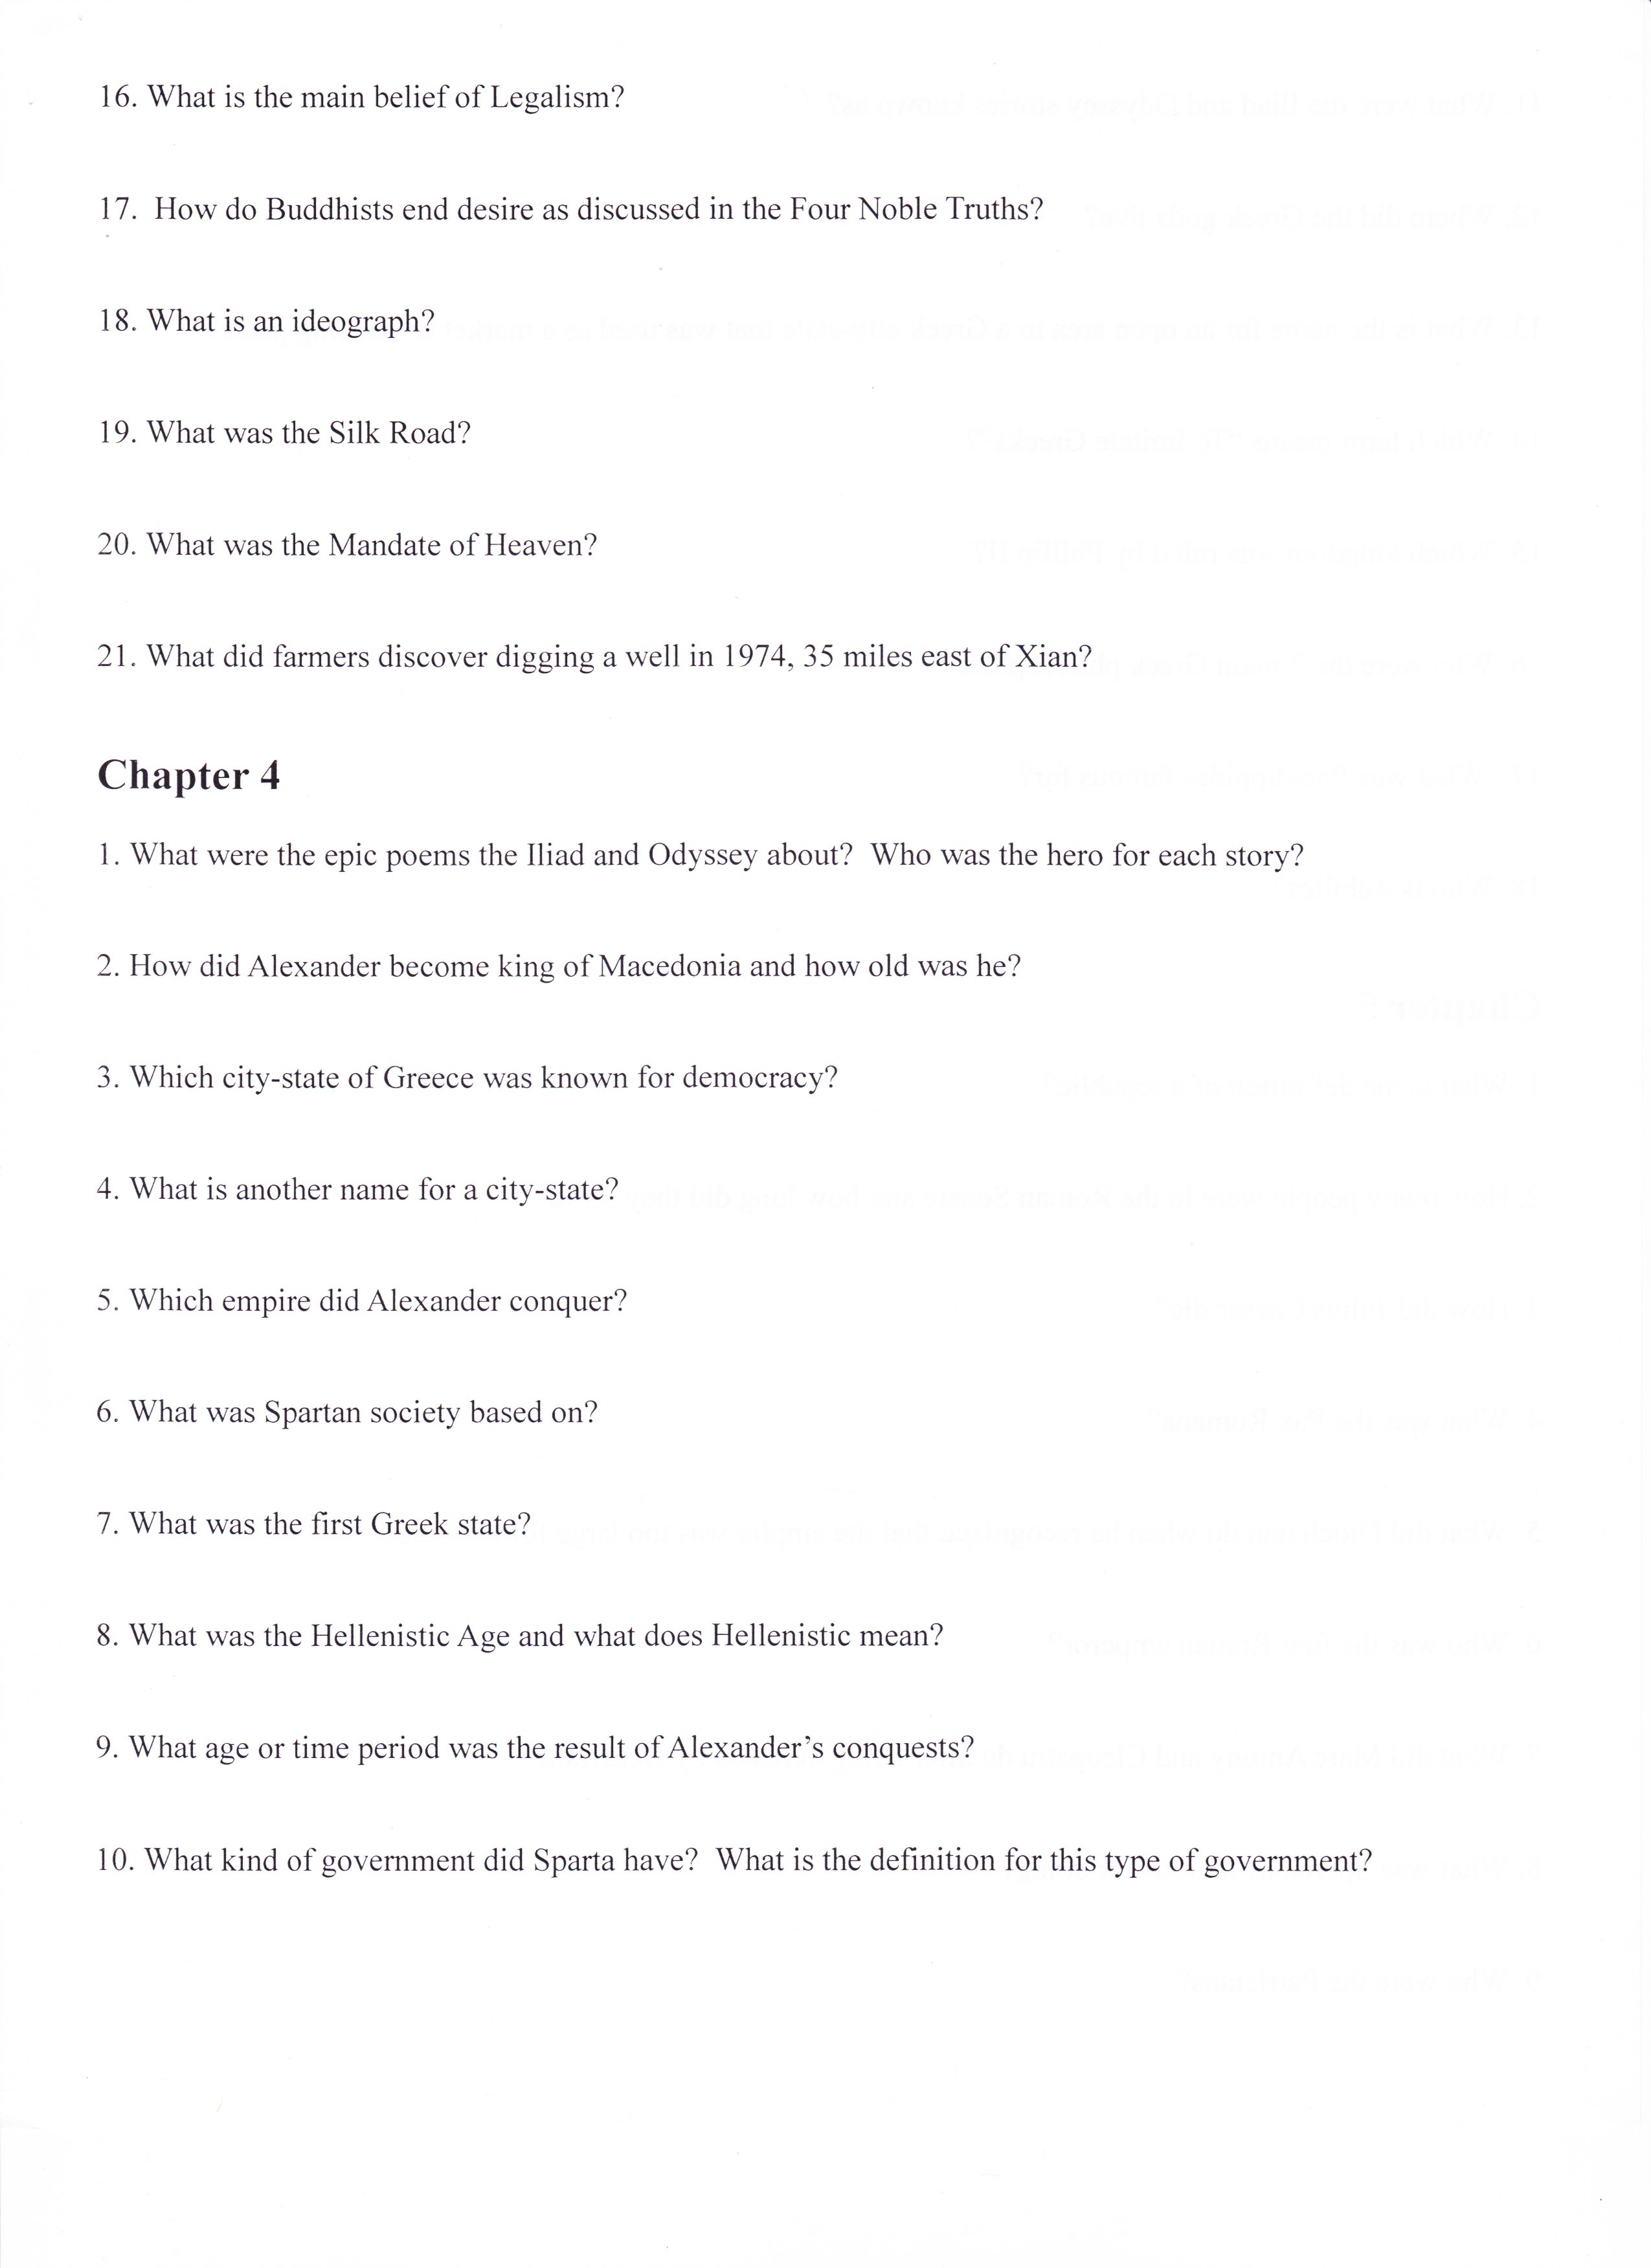 16. What is the main belief of Legalism?
17.  How do Buddhists end desire as discussed in the Four Noble Truths?
18. What is an ideograph?
19. What was the Silk Road?
20. What was the Mandate of Heaven?
21. What did farmers discover digging a well in 1974, 35 miles east of Xian?
Chapter 4
1. What were the epic poems the Iliad and Odyssey about?  Who was the hero for each story?
2. How did Alexander become king of Macedonia and how old was he?
3. Which city-state of Greece was known for democracy?
4. What is another name for a city-state?
5. Which empire did Alexander conquer?
6. What was Spartan society based on?
7. What was the first Greek state?
8. What was the Hellenistic Age and what does Hellenistic mean?
9. What age or time period was the result of Alexander’s conquests?
10. What kind of government did Sparta have?  What is the definition for this type of government?